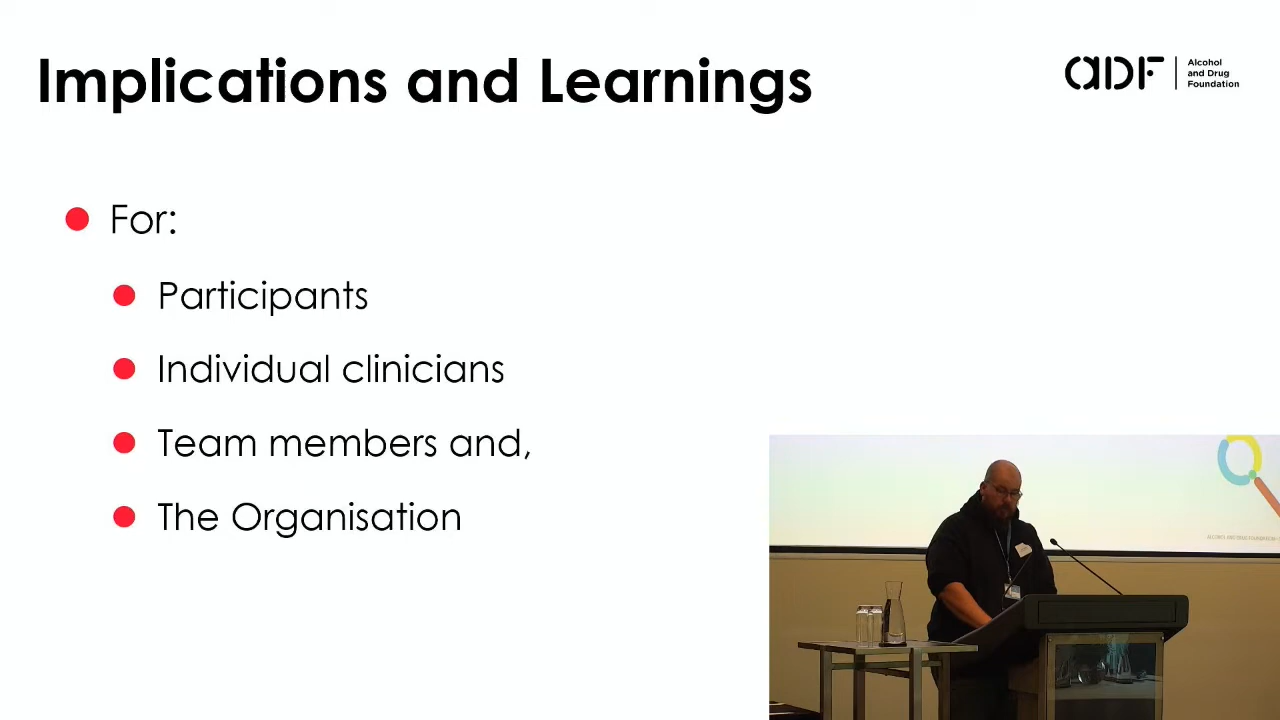 Implications and Learnings
aDF
Alcohol
and Drug
Foundation
For:
Participants
Individual clinicians
Team members and,
The Organisation